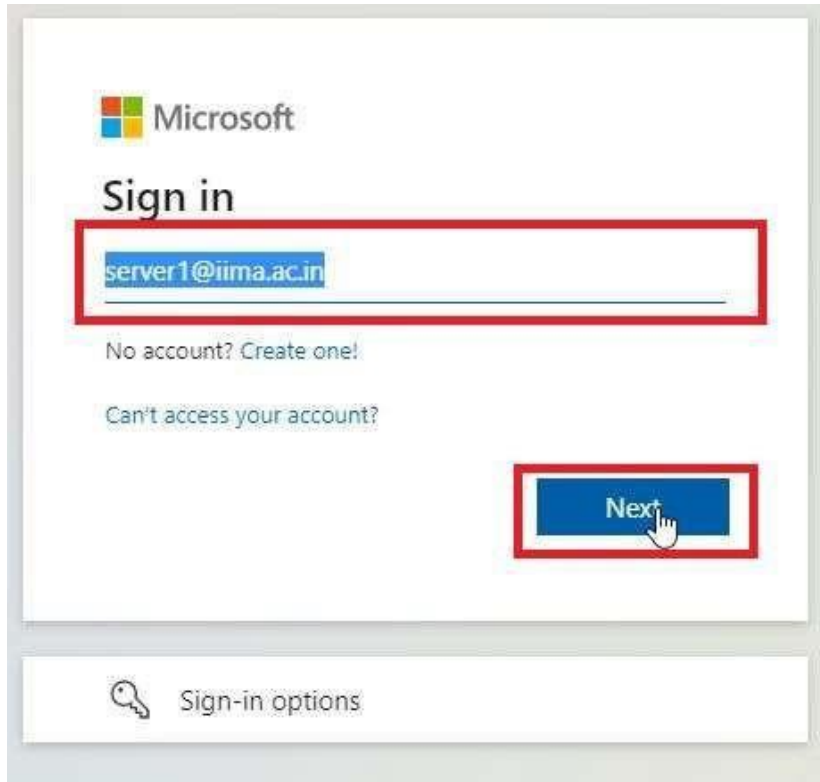 Microsoft
Sign in
server1@iima.ac.in
No account? Create one!
Can't access your account?
Next
Sign-in options